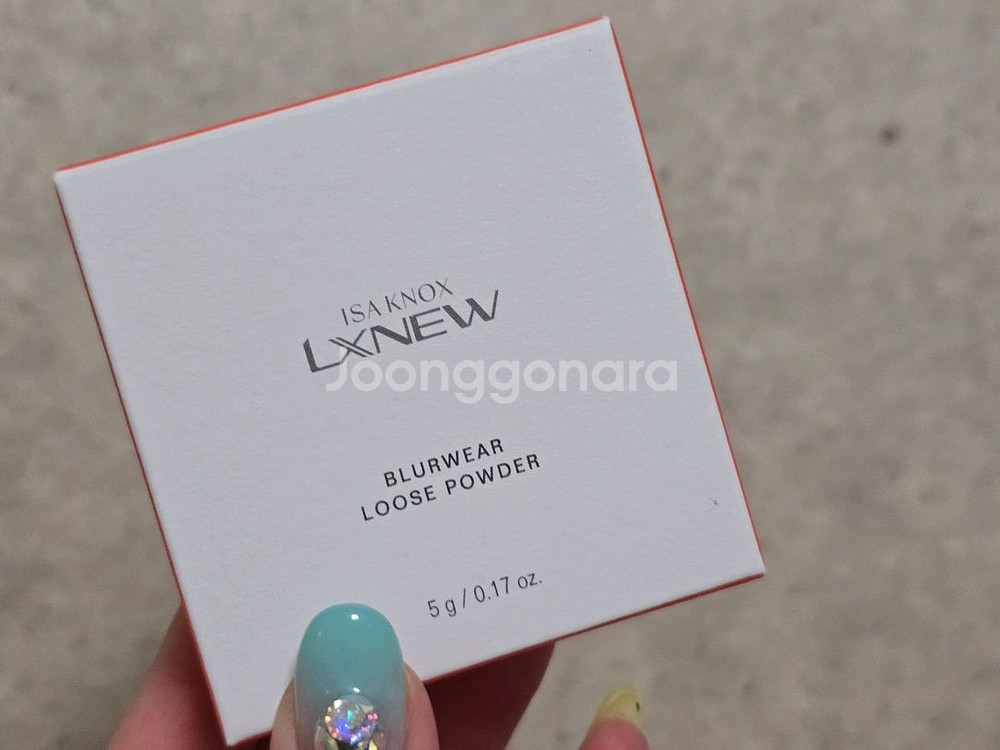 ISA KNOX
LXNEW
Joonggonara
BLURWEAR
LOOSE POWDER
5 g / 0.17 oz.